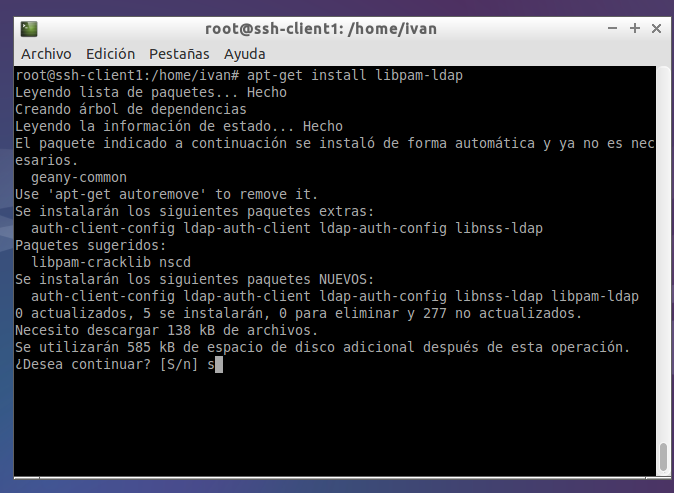 root@ssh-client1: /home/ivan
Archivo Edición Pestañas Ayuda
root@ssh-client1:/home/ivan# apt-get install libpam-ldap
Leyendo lista de paquetes... Hecho
Creando árbol de dependencias
Leyendo la información de estado... Hecho
El paquete indicado a continuación se instaló de forma automática y ya no es nec
esarios.
  geany-common
Use 'apt-get autoremove' to remove it.
Se instalarán los siguientes paquetes extras:
  auth-client-config ldap-auth-client ldap-auth-config libnss-ldap
Paquetes sugeridos:
  libpam-cracklib nscd
Se instalarán los siguientes paquetes NUEVOS:
  auth-client-config ldap-auth-client ldap-auth-config libnss-ldap libpam-ldap
0 actualizados, 5 se instalarán, 0 para eliminar y 277 no actualizados.
Necesito descargar 138 kB de archivos.
Se utilizarán 585 kB de espacio de disco adicional después de esta operación.
¿Desea continuar? [S/n] s